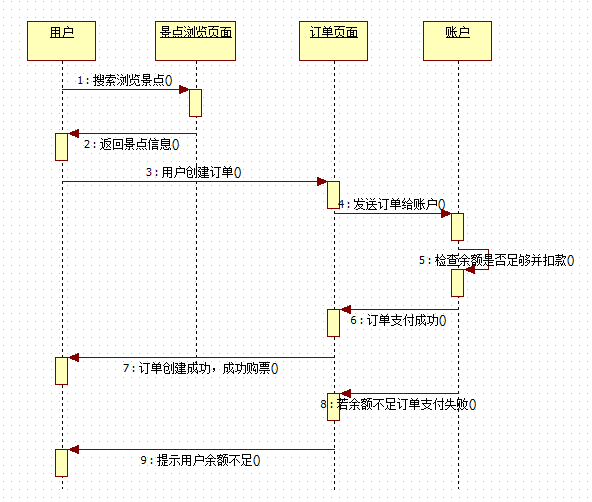 用户
景点浏览页面
订单页面
账户
1：搜索浏览景点()
2：返回景点信息()
3：用户创建订单()
4：发送订单给账户()
5：检查余额是否足够并扣款()
6：订单支付成功()
7：订单创建成功，成功购票()
8：若余额不足订单支付失败()
9：提示用户余额不足()